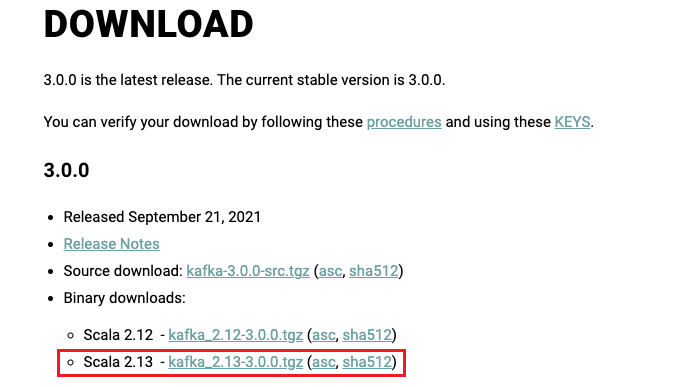 DOWNLOAD
3.0.0 is the latest release. The current stable version is 3.0.0.
You can verify your download by following these procedures and using these KEYS.
3.0.0
• Released September 21, 2021
• Release Notes
• Source download: kafka-3.0.0-src.tgz (asc, sha512)
• Binary downloads:
◦ Scala 2.12  - kafka_2.12-3.0.0.tgz (asc, sha512)
◦ Scala 2.13  - kafka_2.13-3.0.0.tgz (asc, sha512)